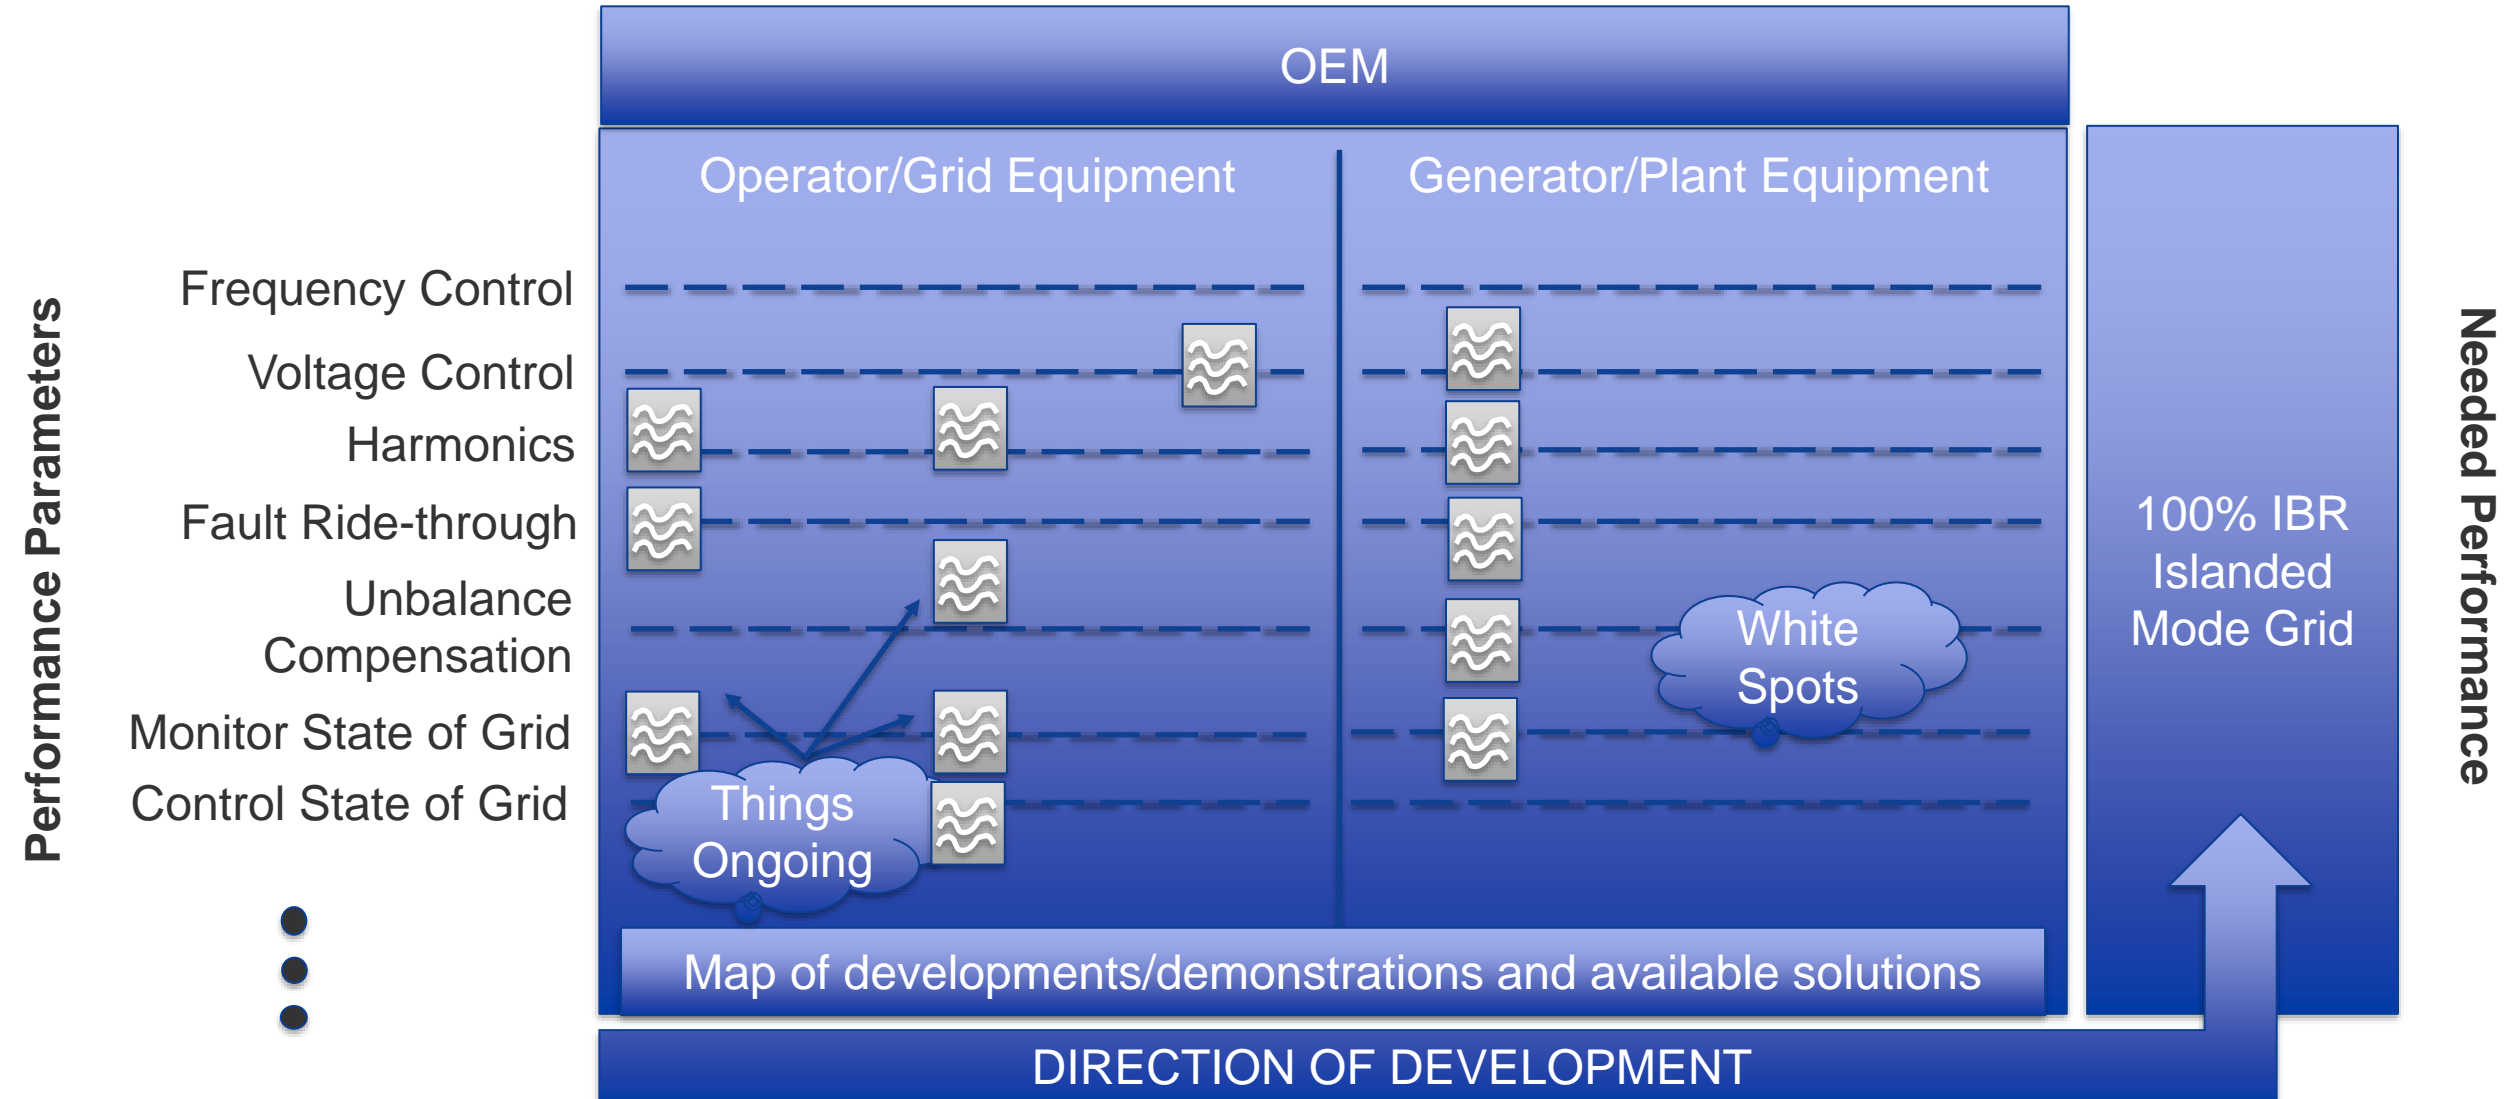 OEM
Operator/Grid Equipment
Generator/Plant Equipment
Performance Parameters
Frequency Control
Voltage Control
Harmonics
Fault Ride-through
Unbalance
Compensation
Monitor State of Grid
Control State of Grid
Things
Ongoing
White
Spots
100% IBR
Islanded
Mode Grid
Needed Performance
Map of developments/demonstrations and available solutions
DIRECTION OF DEVELOPMENT